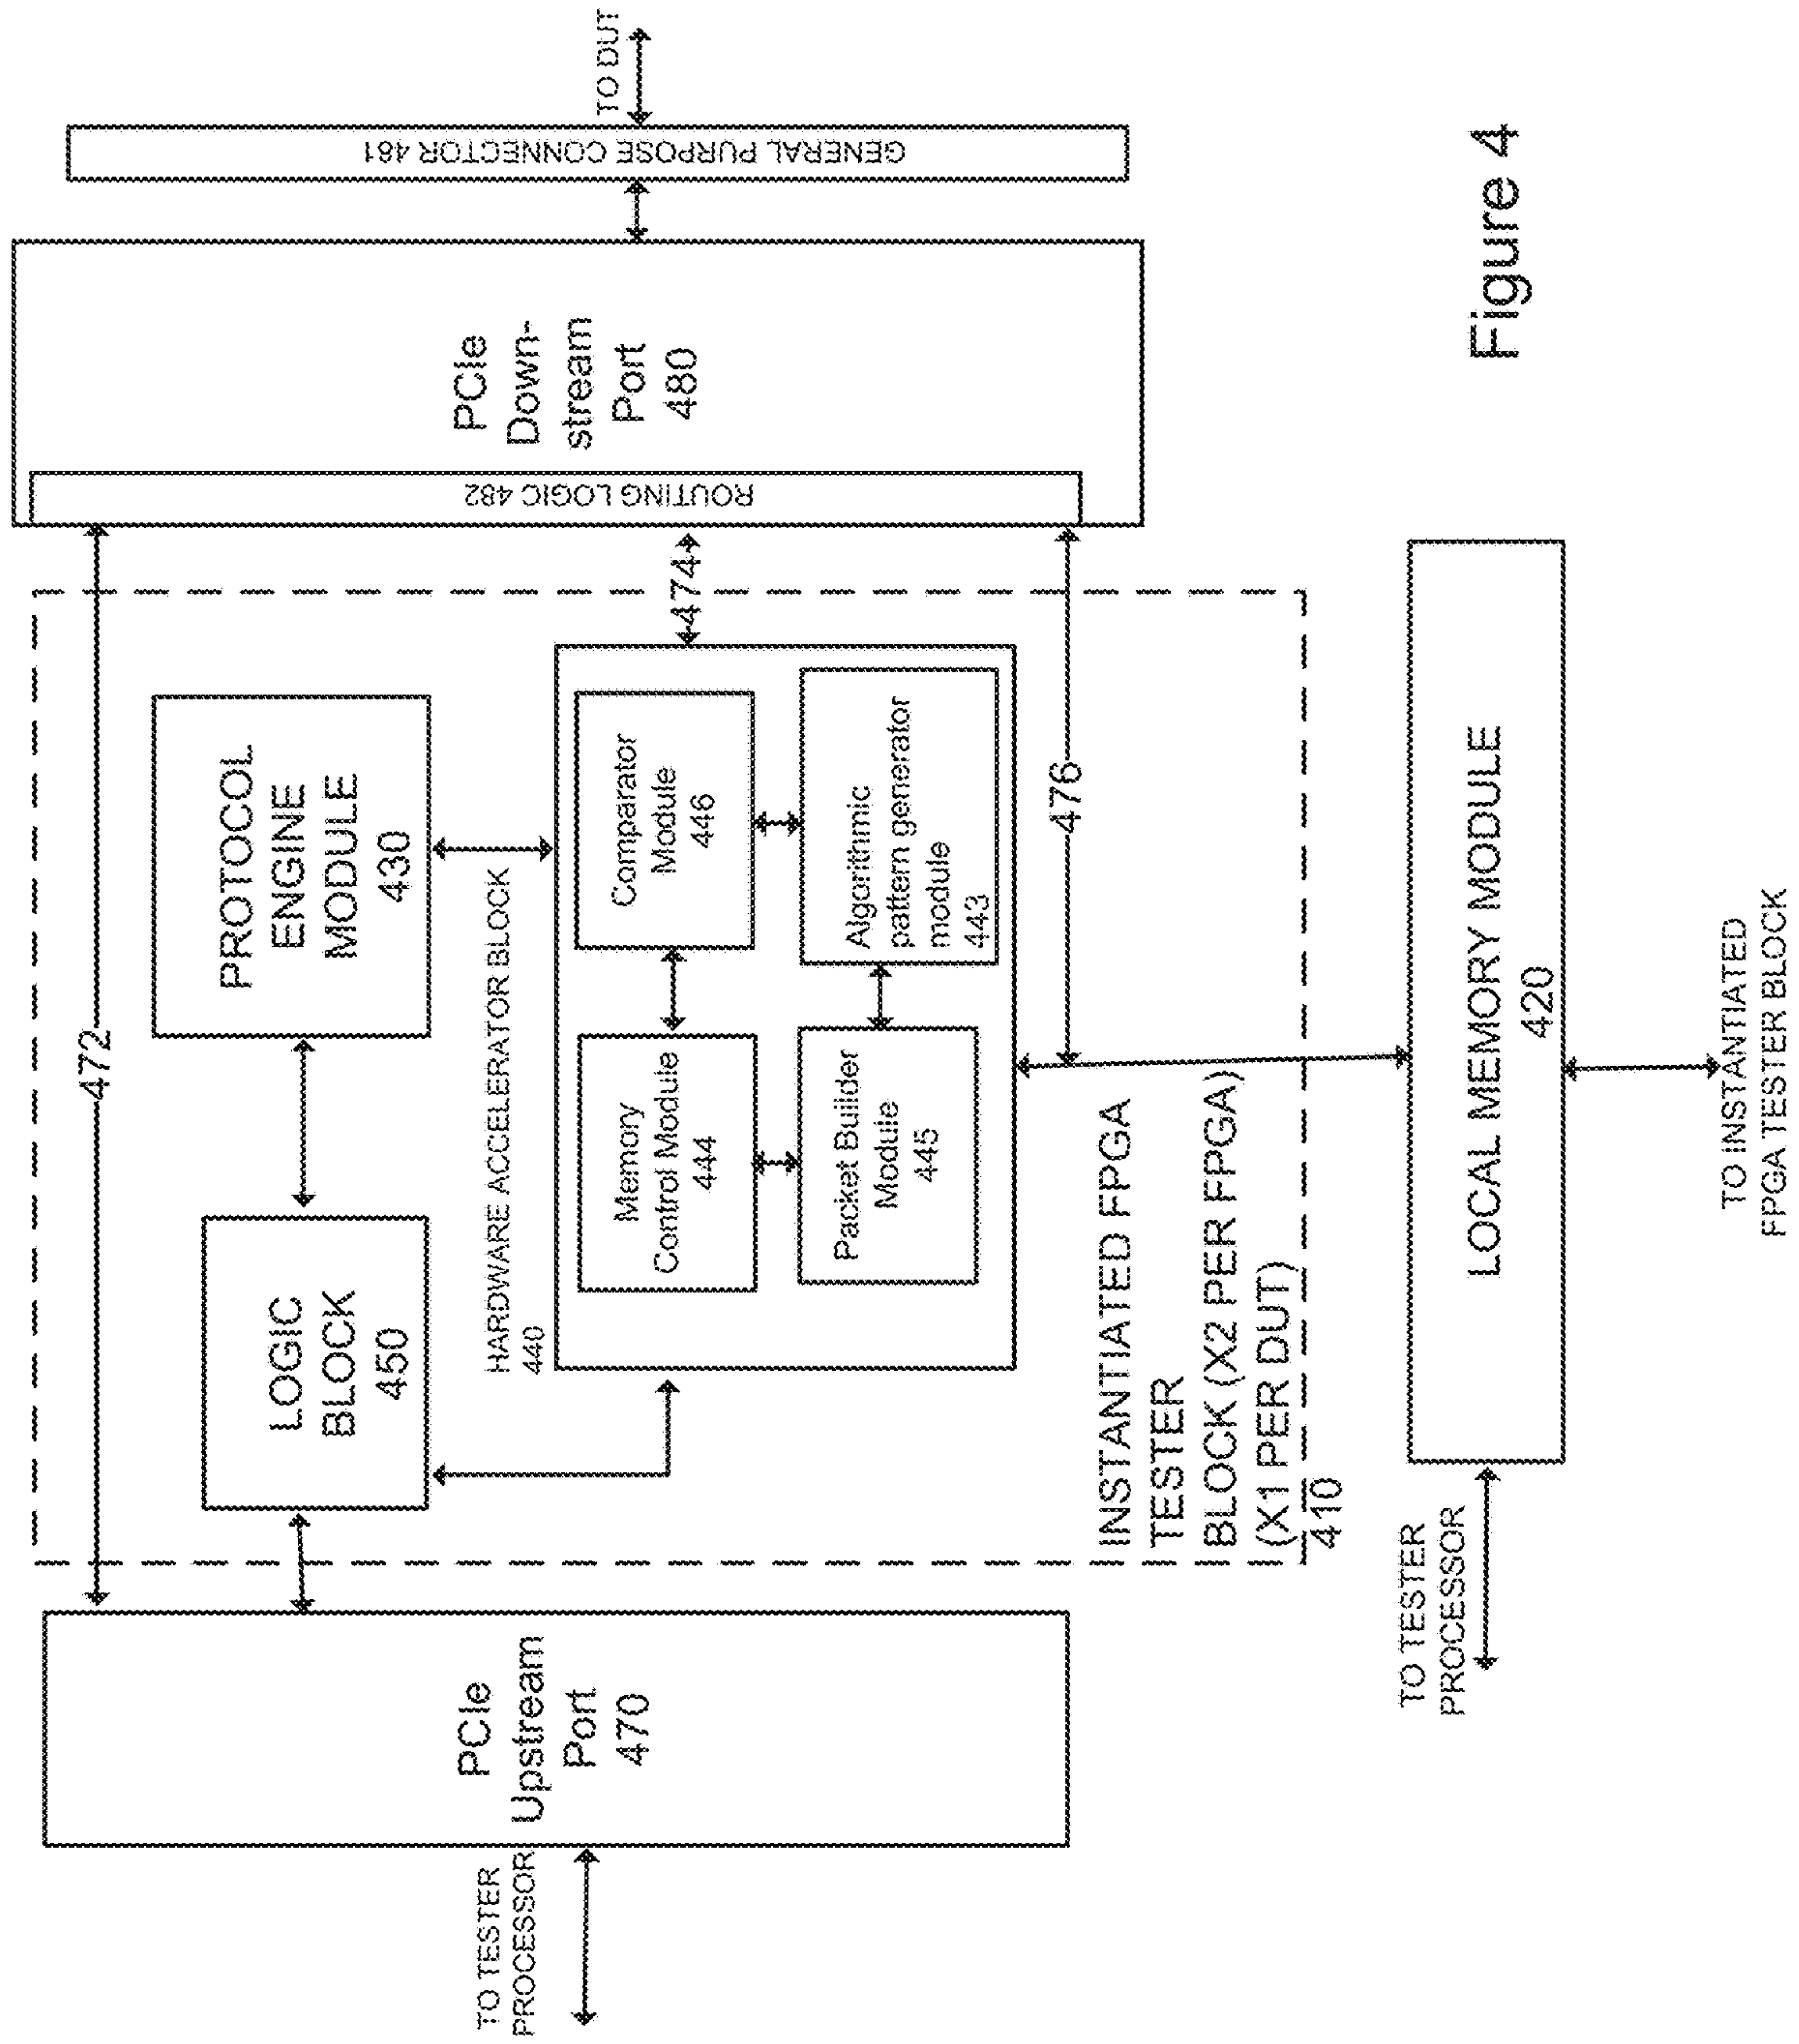 TO TESTER
PROCESSOR
PCIe
Upstream
Port
470
472
LOGIC
BLOCK
450
PROTOCOL
ENGINE
MODULE
430
HARDWARE ACCELERATOR BLOCK
440
Memory
Control Module
444
Comparator
Module
446
Packet Builder
Module
445
Algorithmic
pattern generator
module
443
474
476
INSTANTIATED FPGA
TESTER
BLOCK (X2 PER FPGA)
(X1 PER DUT)
410
ROUTING LOGIC 482
PCIe
Down-
stream
Port
480
GENERAL PURPOSE CONNECTOR 481
TO DUT
TO TESTER
PROCESSOR
LOCAL MEMORY MODULE
420
TO INSTANTIATED
FPGA TESTER BLOCK
Figure 4